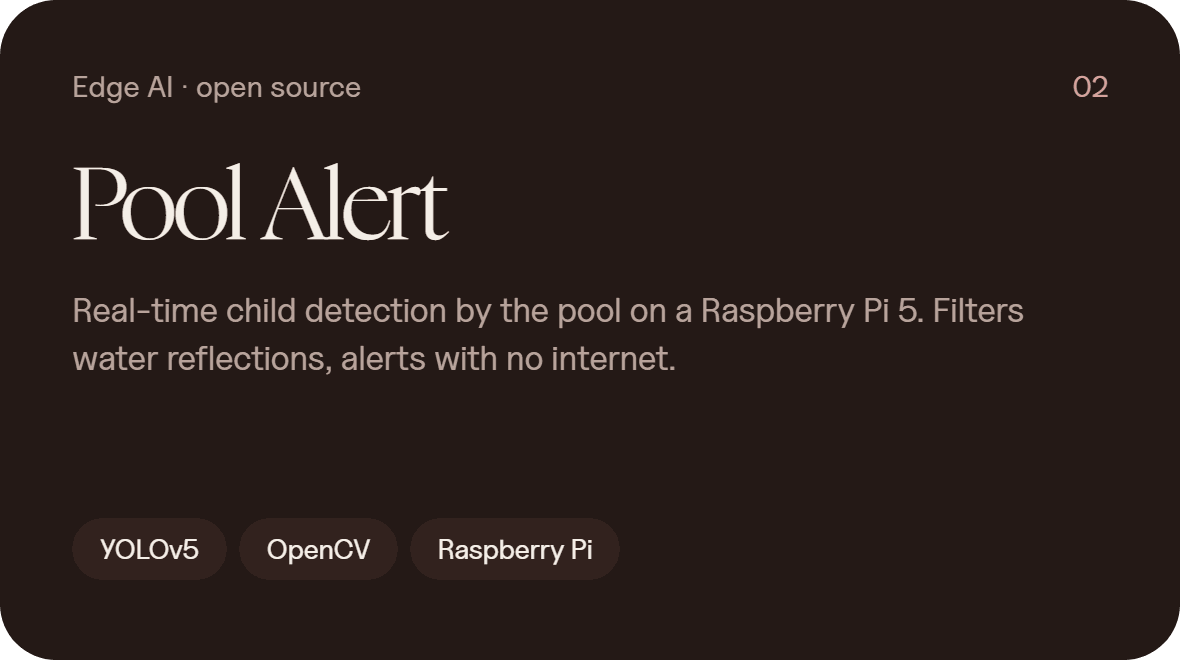 Edge AI · open source
02
Pool Alert
Real-time child detection by the pool on a Raspberry Pi 5. Filters
water reflections, alerts with no internet.
YOLOv5
OpenCV
Raspberry Pi